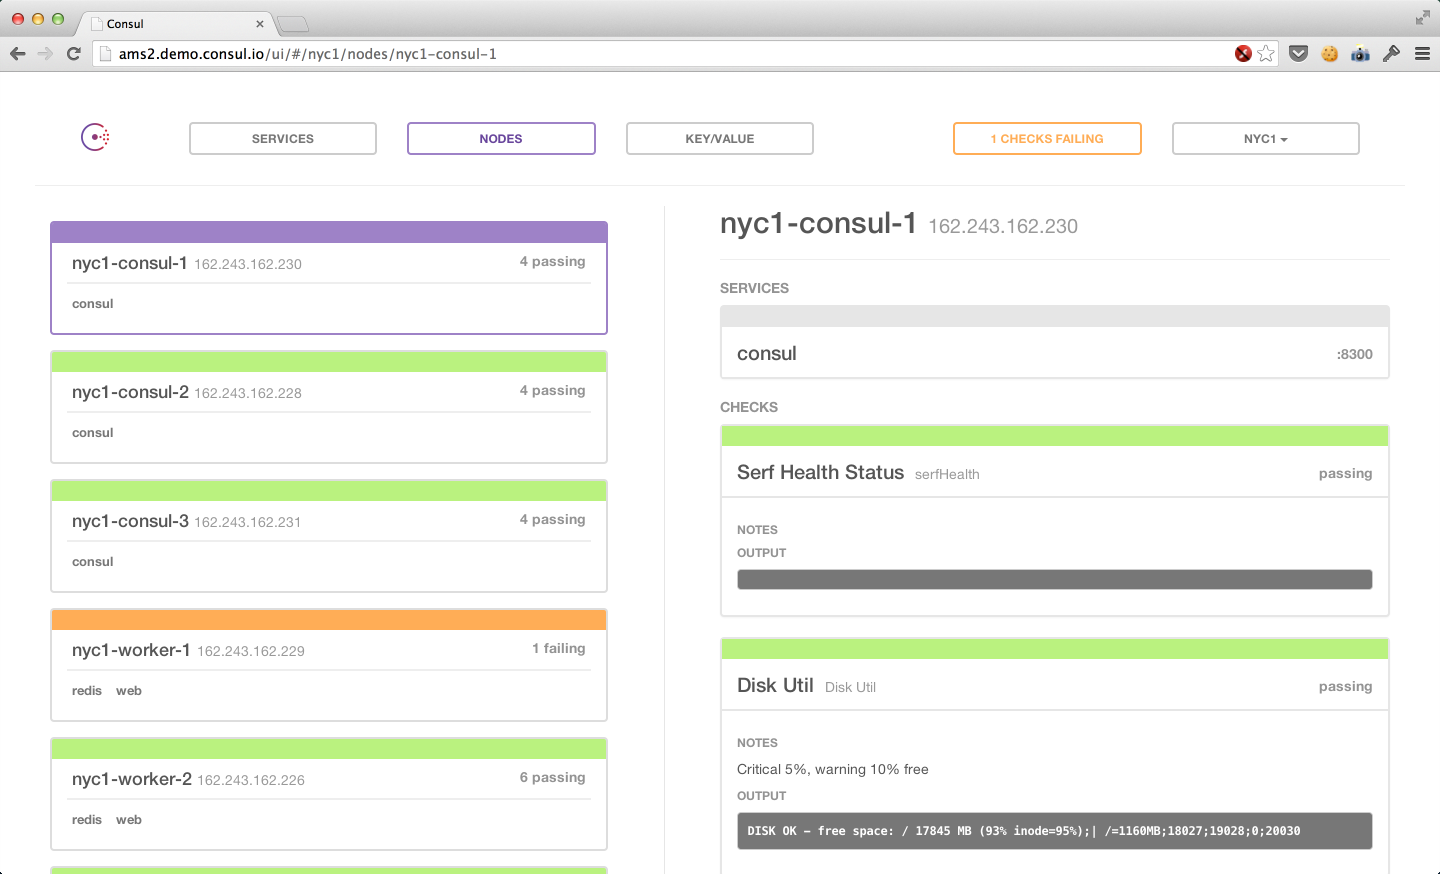 Consul
ams2.demo.consul.io/ui/#/nyc1/nodes/nyc1-consul-1
SERVICES
NODES
KEY/VALUE
1 CHECKS FAILING
NYC1
nyc1-consul-1 162.243.162.230
4 passing
consul
nyc1-consul-2 162.243.162.228
4 passing
consul
nyc1-consul-3 162.243.162.231
4 passing
consul
nyc1-worker-1 162.243.162.229
1 failing
redis web
nyc1-worker-2 162.243.162.226
6 passing
redis web
nyc1-consul-1 162.243.162.230
SERVICES
consul
:8300
CHECKS
Serf Health Status serfHealth
passing
NOTES
OUTPUT
Disk Util Disk Util
passing
NOTES
Critical 5%, warning 10% free
OUTPUT
DISK OK - free space: / 17845 MB (93% inode=95%);| /=1160MB;18027;19028;0;20030